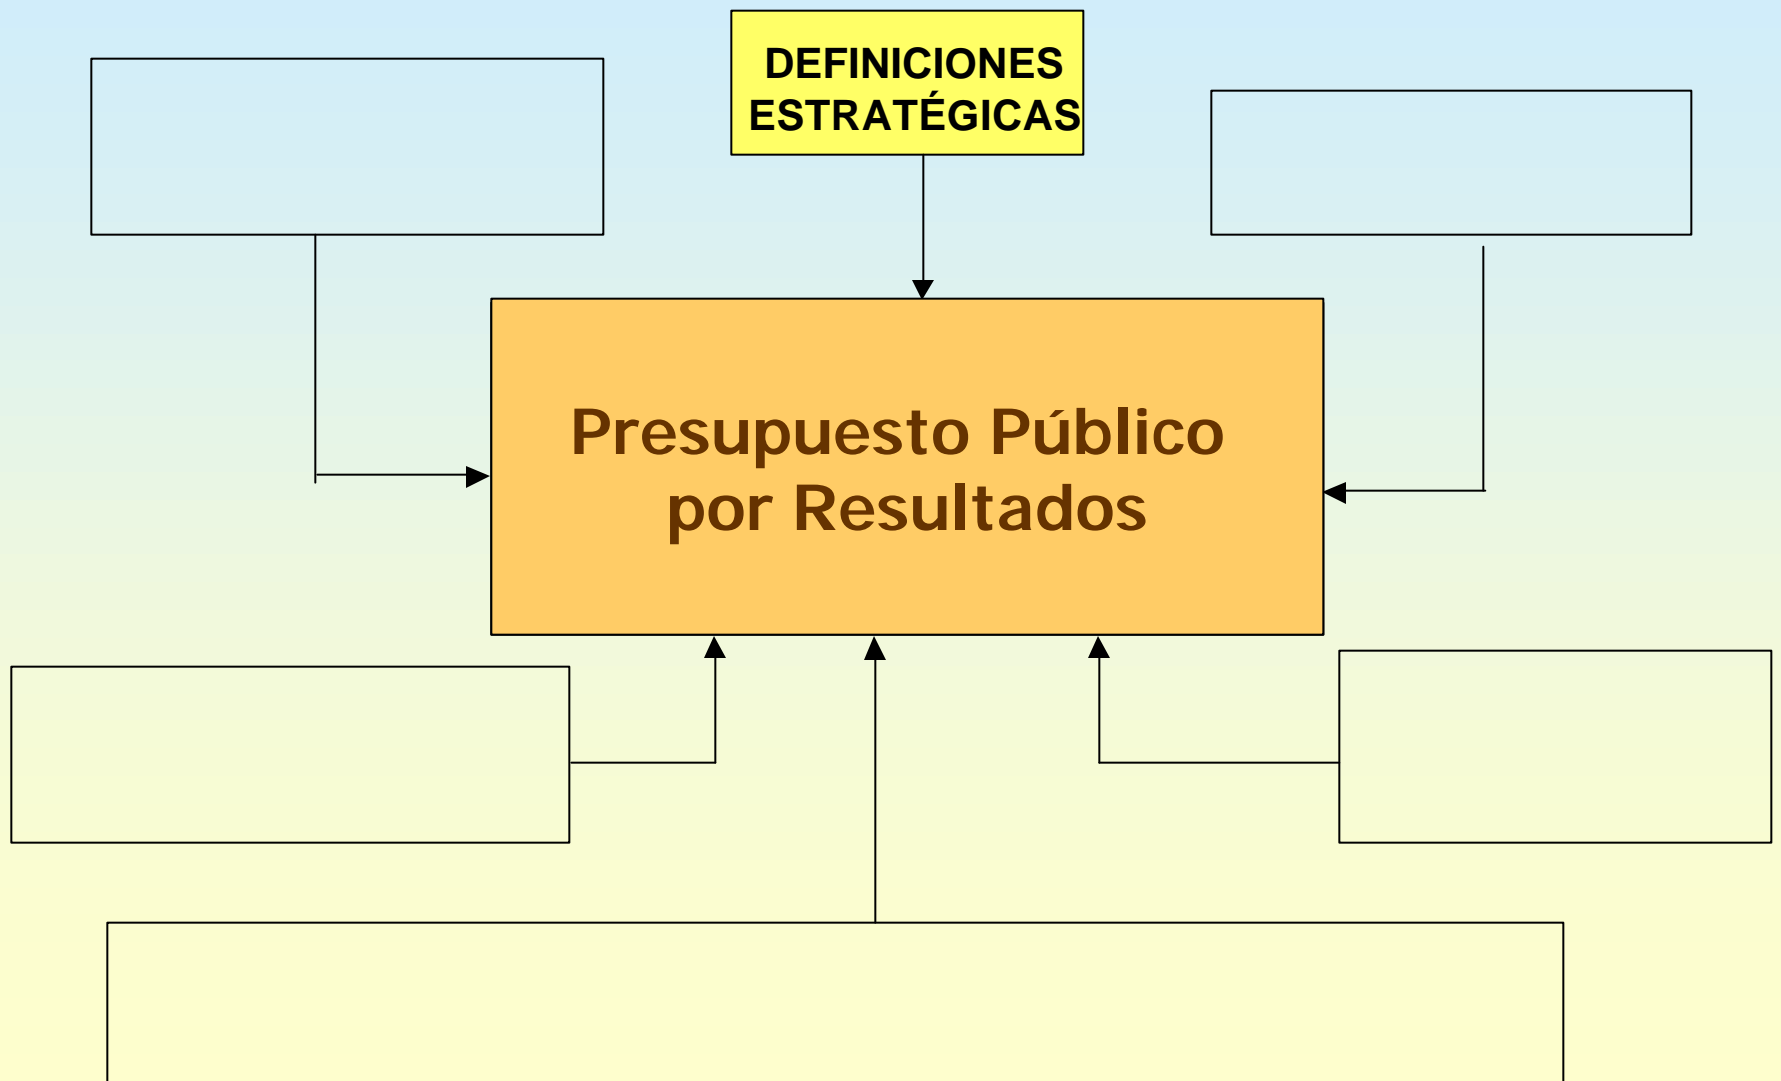 DEFINICIONES
ESTRATÉGICAS
Presupuesto Público
por Resultados